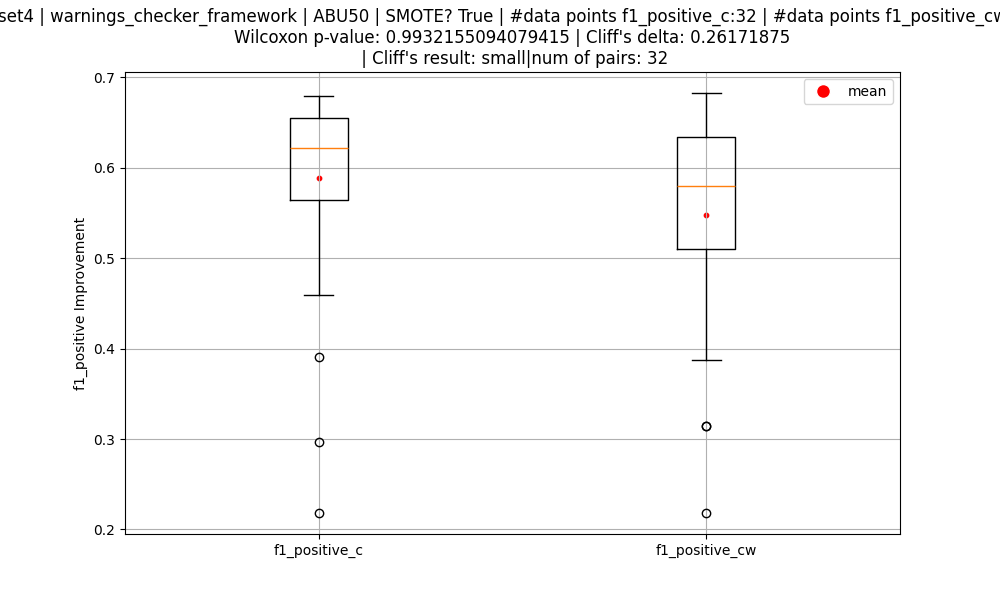 set4 | warnings_checker_framework | ABU50 | SMOTE? True | #data points f1_positive_c:32 | #data points f1_positive_cw
Wilcoxon p-value: 0.9932155094079415 | Cliff's delta: 0.26171875
| Cliff's result: small|num of pairs: 32
mean
0.7
0.6
0.5
0.4
0.3
0.2
f1_positive Improvement
f1_positive_c
f1_positive_cw